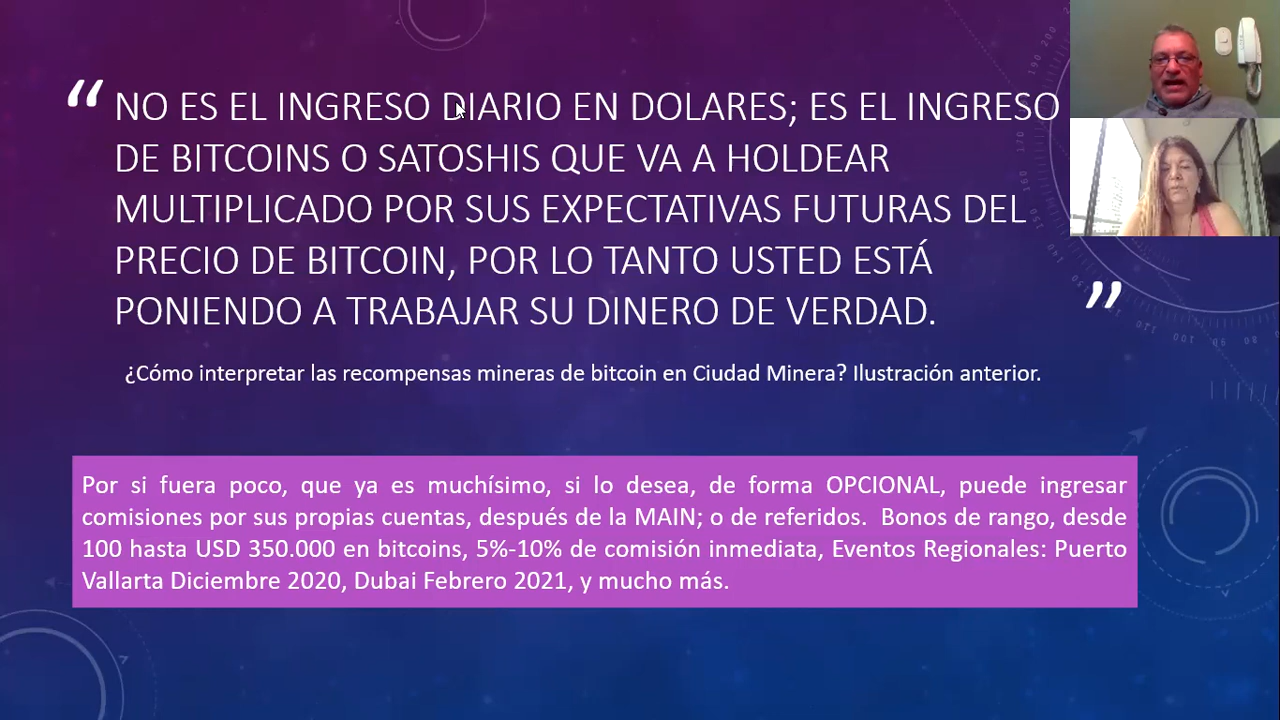 “ NO ES EL INGRESO DIARIO EN DOLARES; ES EL INGRESO
DE BITCOINS O SATOSHIS QUE VA A HOLDEAR
MULTIPLICADO POR SUS EXPECTATIVAS FUTURAS DEL
PRECIO DE BITCOIN, POR LO TANTO USTED ESTÁ
PONIENDO A TRABAJAR SU DINERO DE VERDAD. ”
¿Cómo interpretar las recompensas mineras de bitcoin en Ciudad Minera? Ilustración anterior.
Por si fuera poco, que ya es muchísimo, si lo desea, de forma OPCIONAL, puede ingresar
comisiones por sus propias cuentas, después de la MAIN; o de referidos. Bonos de rango, desde
100 hasta USD 350.000 en bitcoins, 5%-10% de comisión inmediata, Eventos Regionales: Puerto
Vallarta Diciembre 2020, Dubai Febrero 2021, y mucho más.